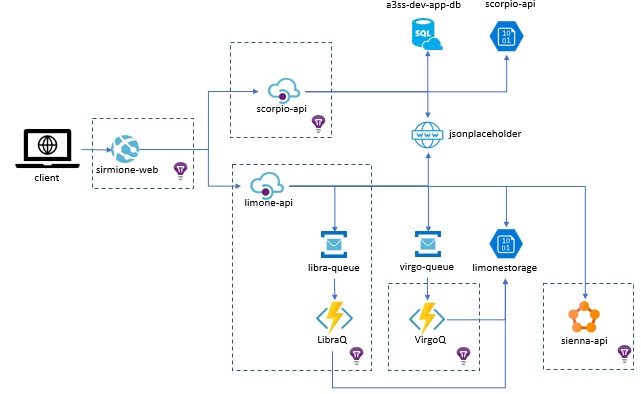 a3ss-dev-app-db
scorpio-api
SQL
10
01
scorpio-api
WWW
jsonplaceholder
client
sirmione-web
limone-api
10
01
libra-queue
virgo-queue
limonestorage
LibraQ
VirgoQ
sienna-api